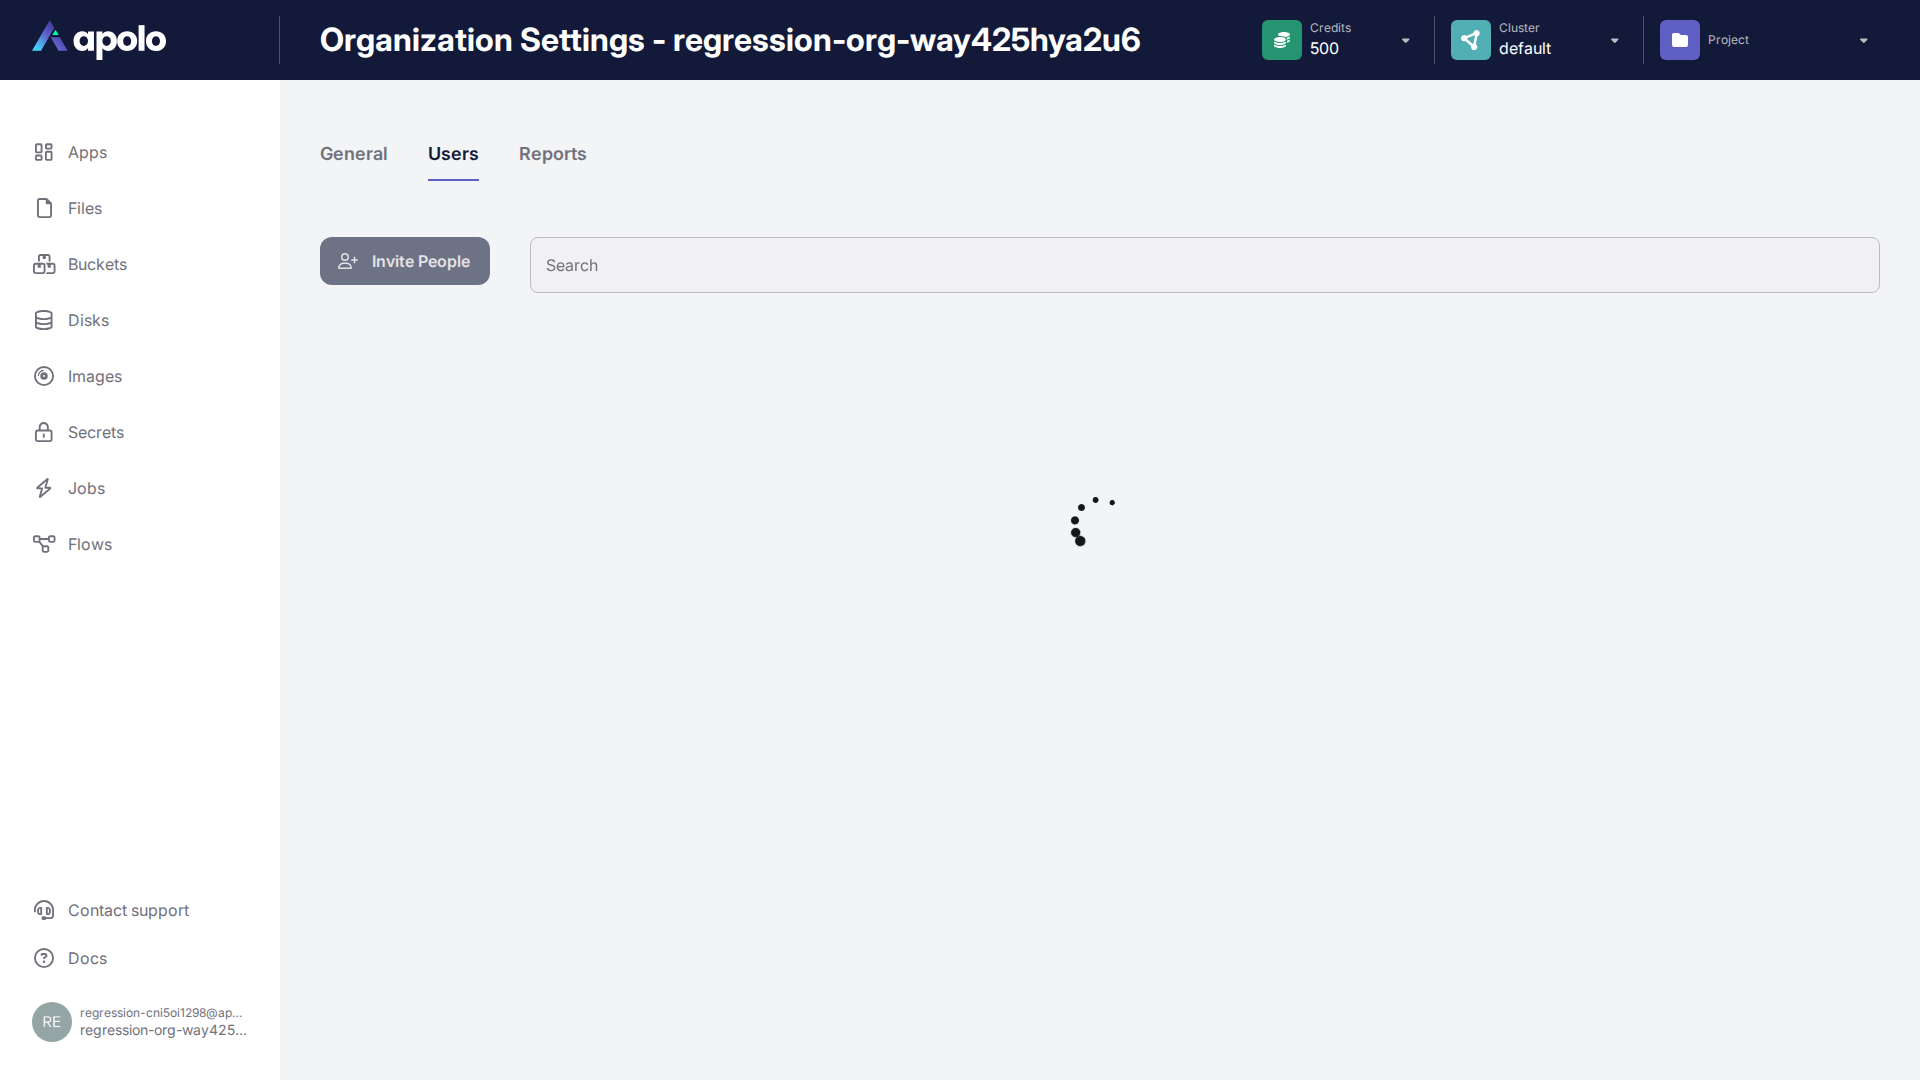 apolo
Organization Settings - regression-org-way425hya2u6
Credits
500
Cluster
default
Project
Apps
Files
Buckets
Disks
Images
Secrets
Jobs
Flows
General
Users
Reports
Invite People
Search
Contact support
Docs
RE
regression-cni5oi1298@ap...
regression-org-way425...